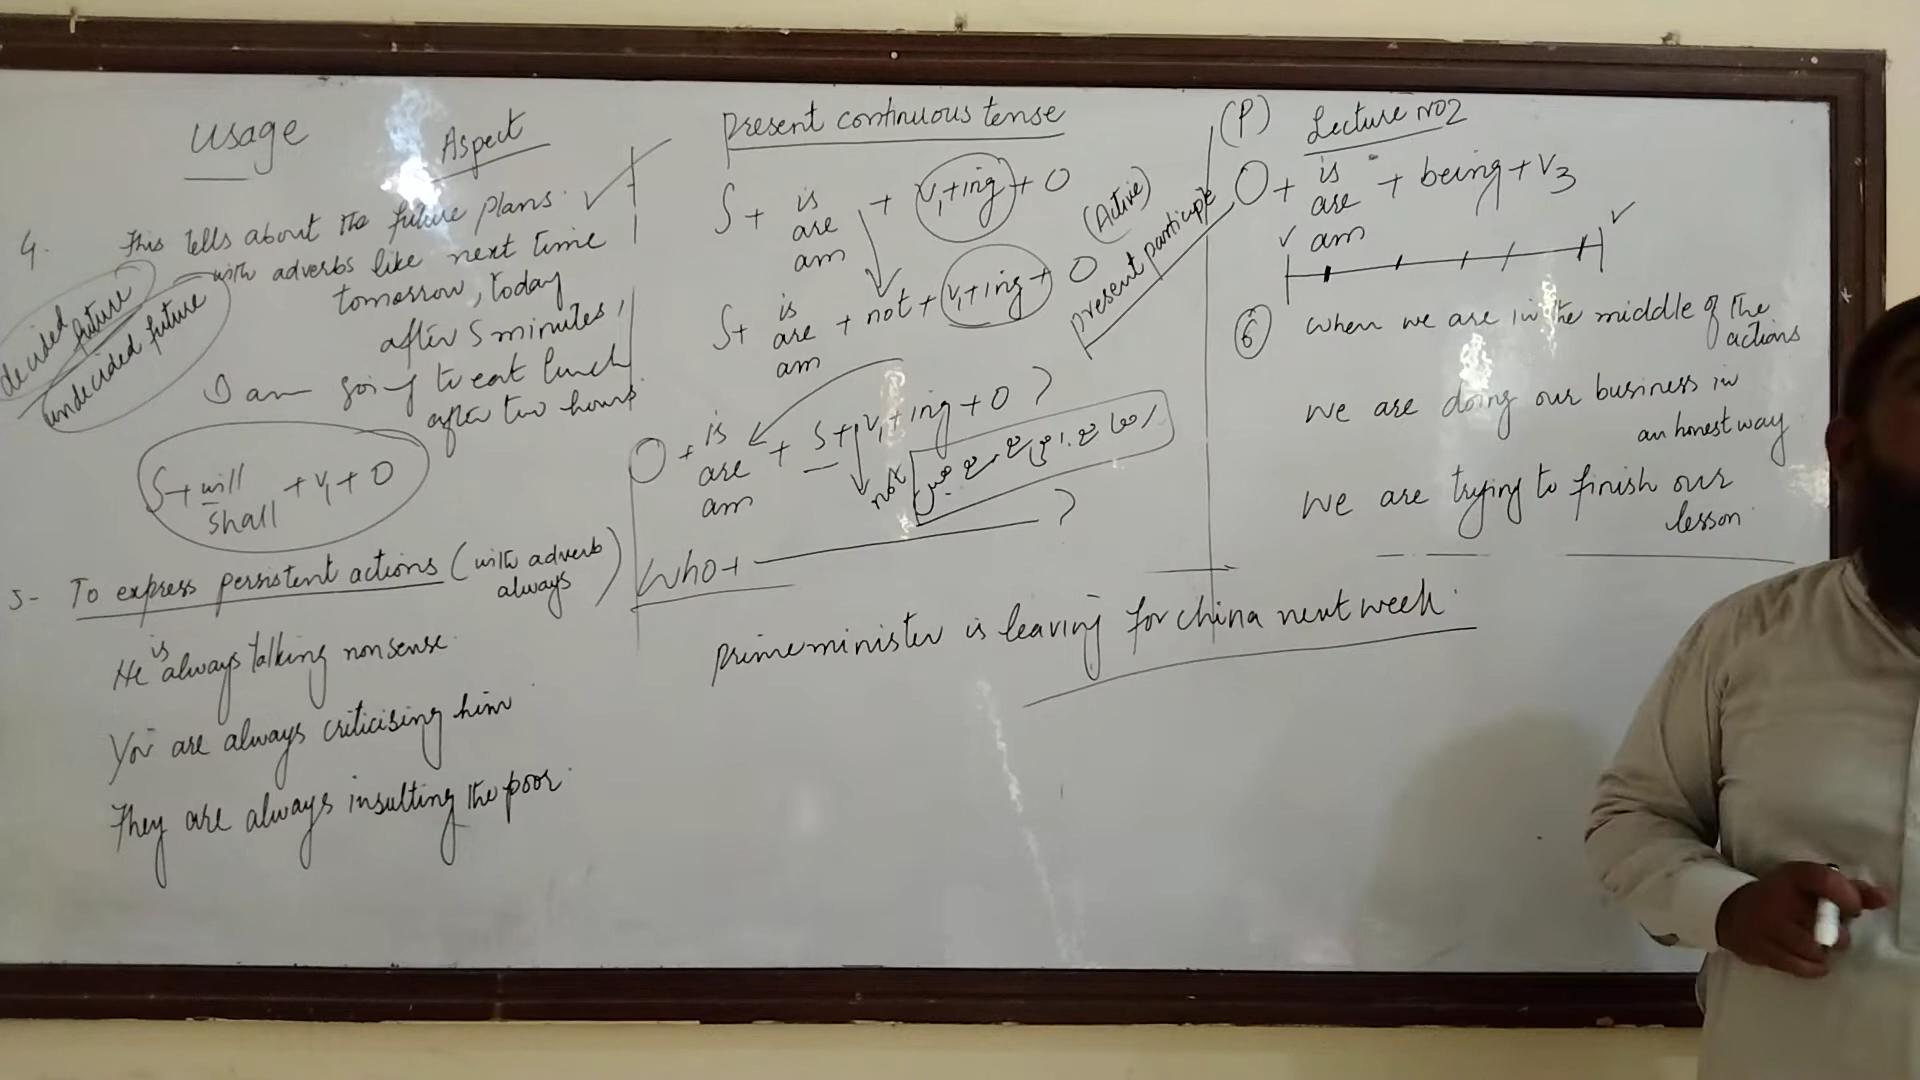 usage
Aspect
4. This tells about the future plans.
with adverbs like next time
tomorrow, today
after 5 minutes,
decided future
undecided future
I am going to eat lunch
after two hours
S + will
shall + V1 + O
5- To express persistent actions (with adverb
always)
He is always talking nonsense.
You are always criticising him
They are always insulting the poor.
Present continuous tense
S + is
are
am + V1+ing + O
(Active)
S + is
are
am + not + V1+ing + O
present participle
O + is
are
am + S + V1+ing + O ?
not
who + ?
primeminister is leaving for china next week.
(P) Lecture NO2
O + is
are
am + being + V3
6 when we are in the middle of the
actions
we are doing our business in
an honest way
we are trying to finish our
lesson